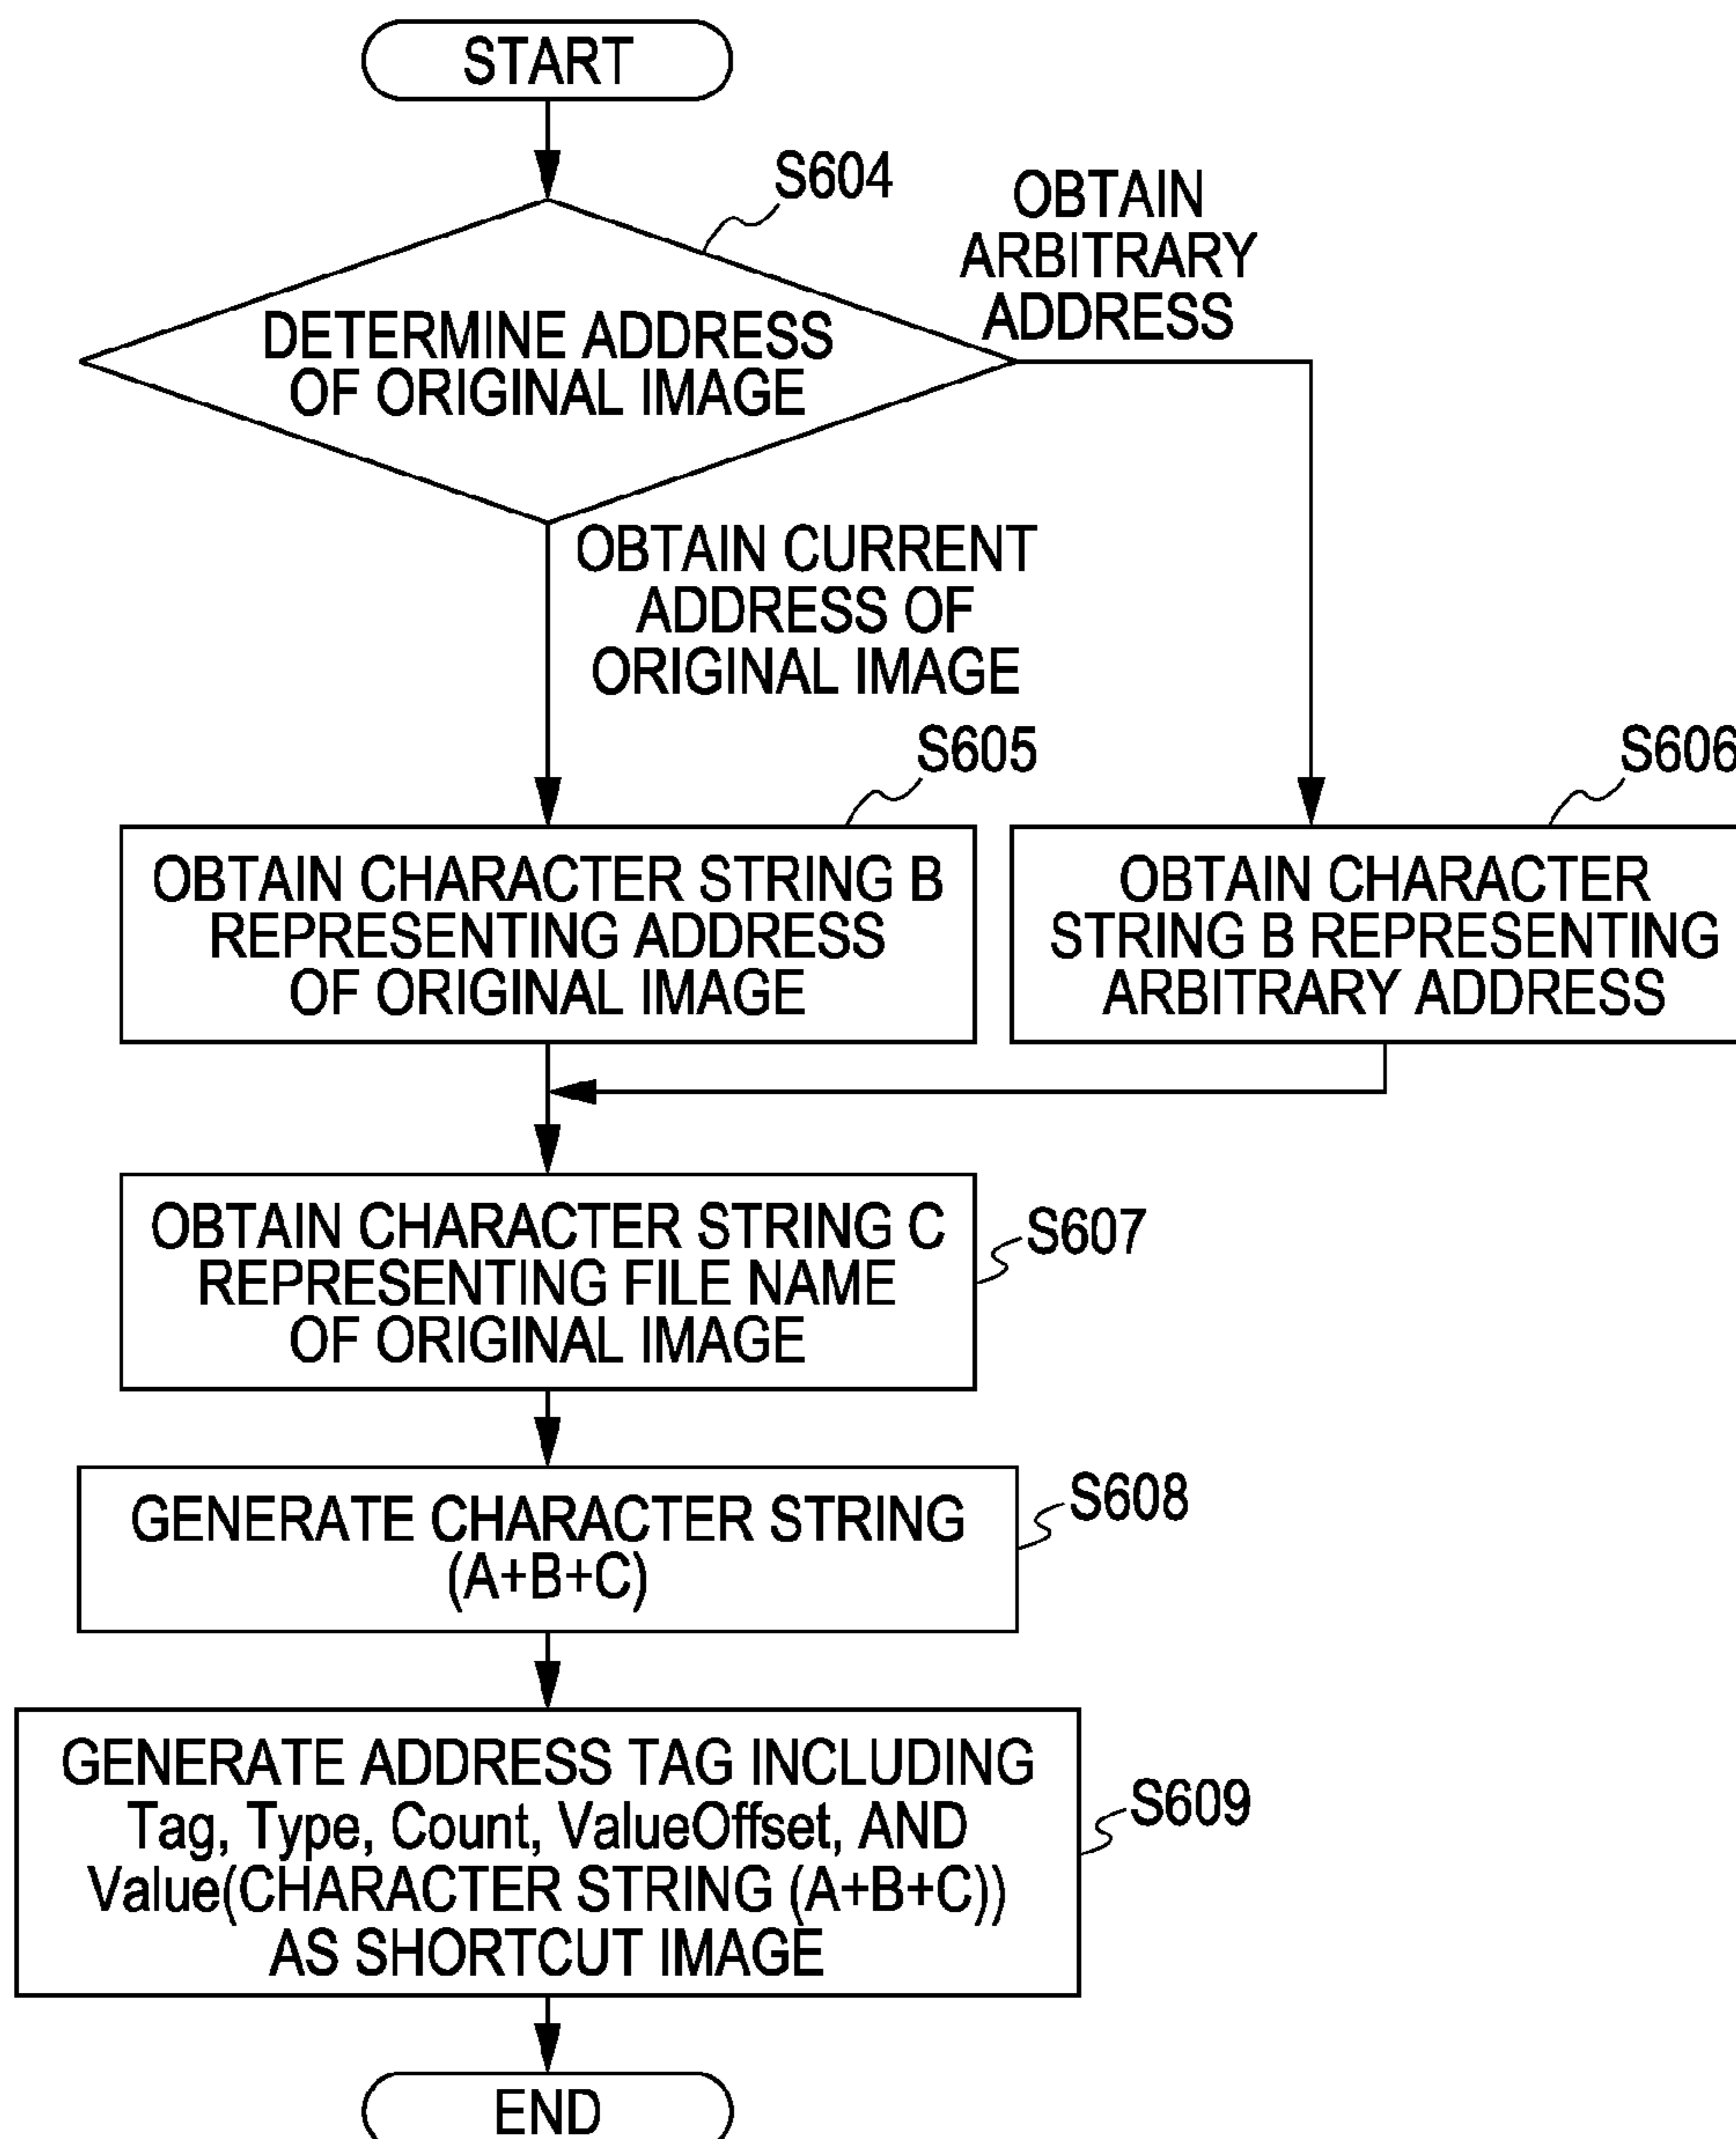 START
S604
OBTAIN
ARBITRARY
ADDRESS
DETERMINE ADDRESS
OF ORIGINAL IMAGE
OBTAIN CURRENT
ADDRESS OF
ORIGINAL IMAGE
S605
S606
OBTAIN CHARACTER STRING B
REPRESENTING ADDRESS
OF ORIGINAL IMAGE
OBTAIN CHARACTER
STRING B REPRESENTING
ARBITRARY ADDRESS
OBTAIN CHARACTER STRING C
REPRESENTING FILE NAME
OF ORIGINAL IMAGE
S607
GENERATE CHARACTER STRING
(A+B+C)
S608
GENERATE ADDRESS TAG INCLUDING
Tag, Type, Count, ValueOffset, AND
Value(CHARACTER STRING (A+B+C))
AS SHORTCUT IMAGE
S609
END